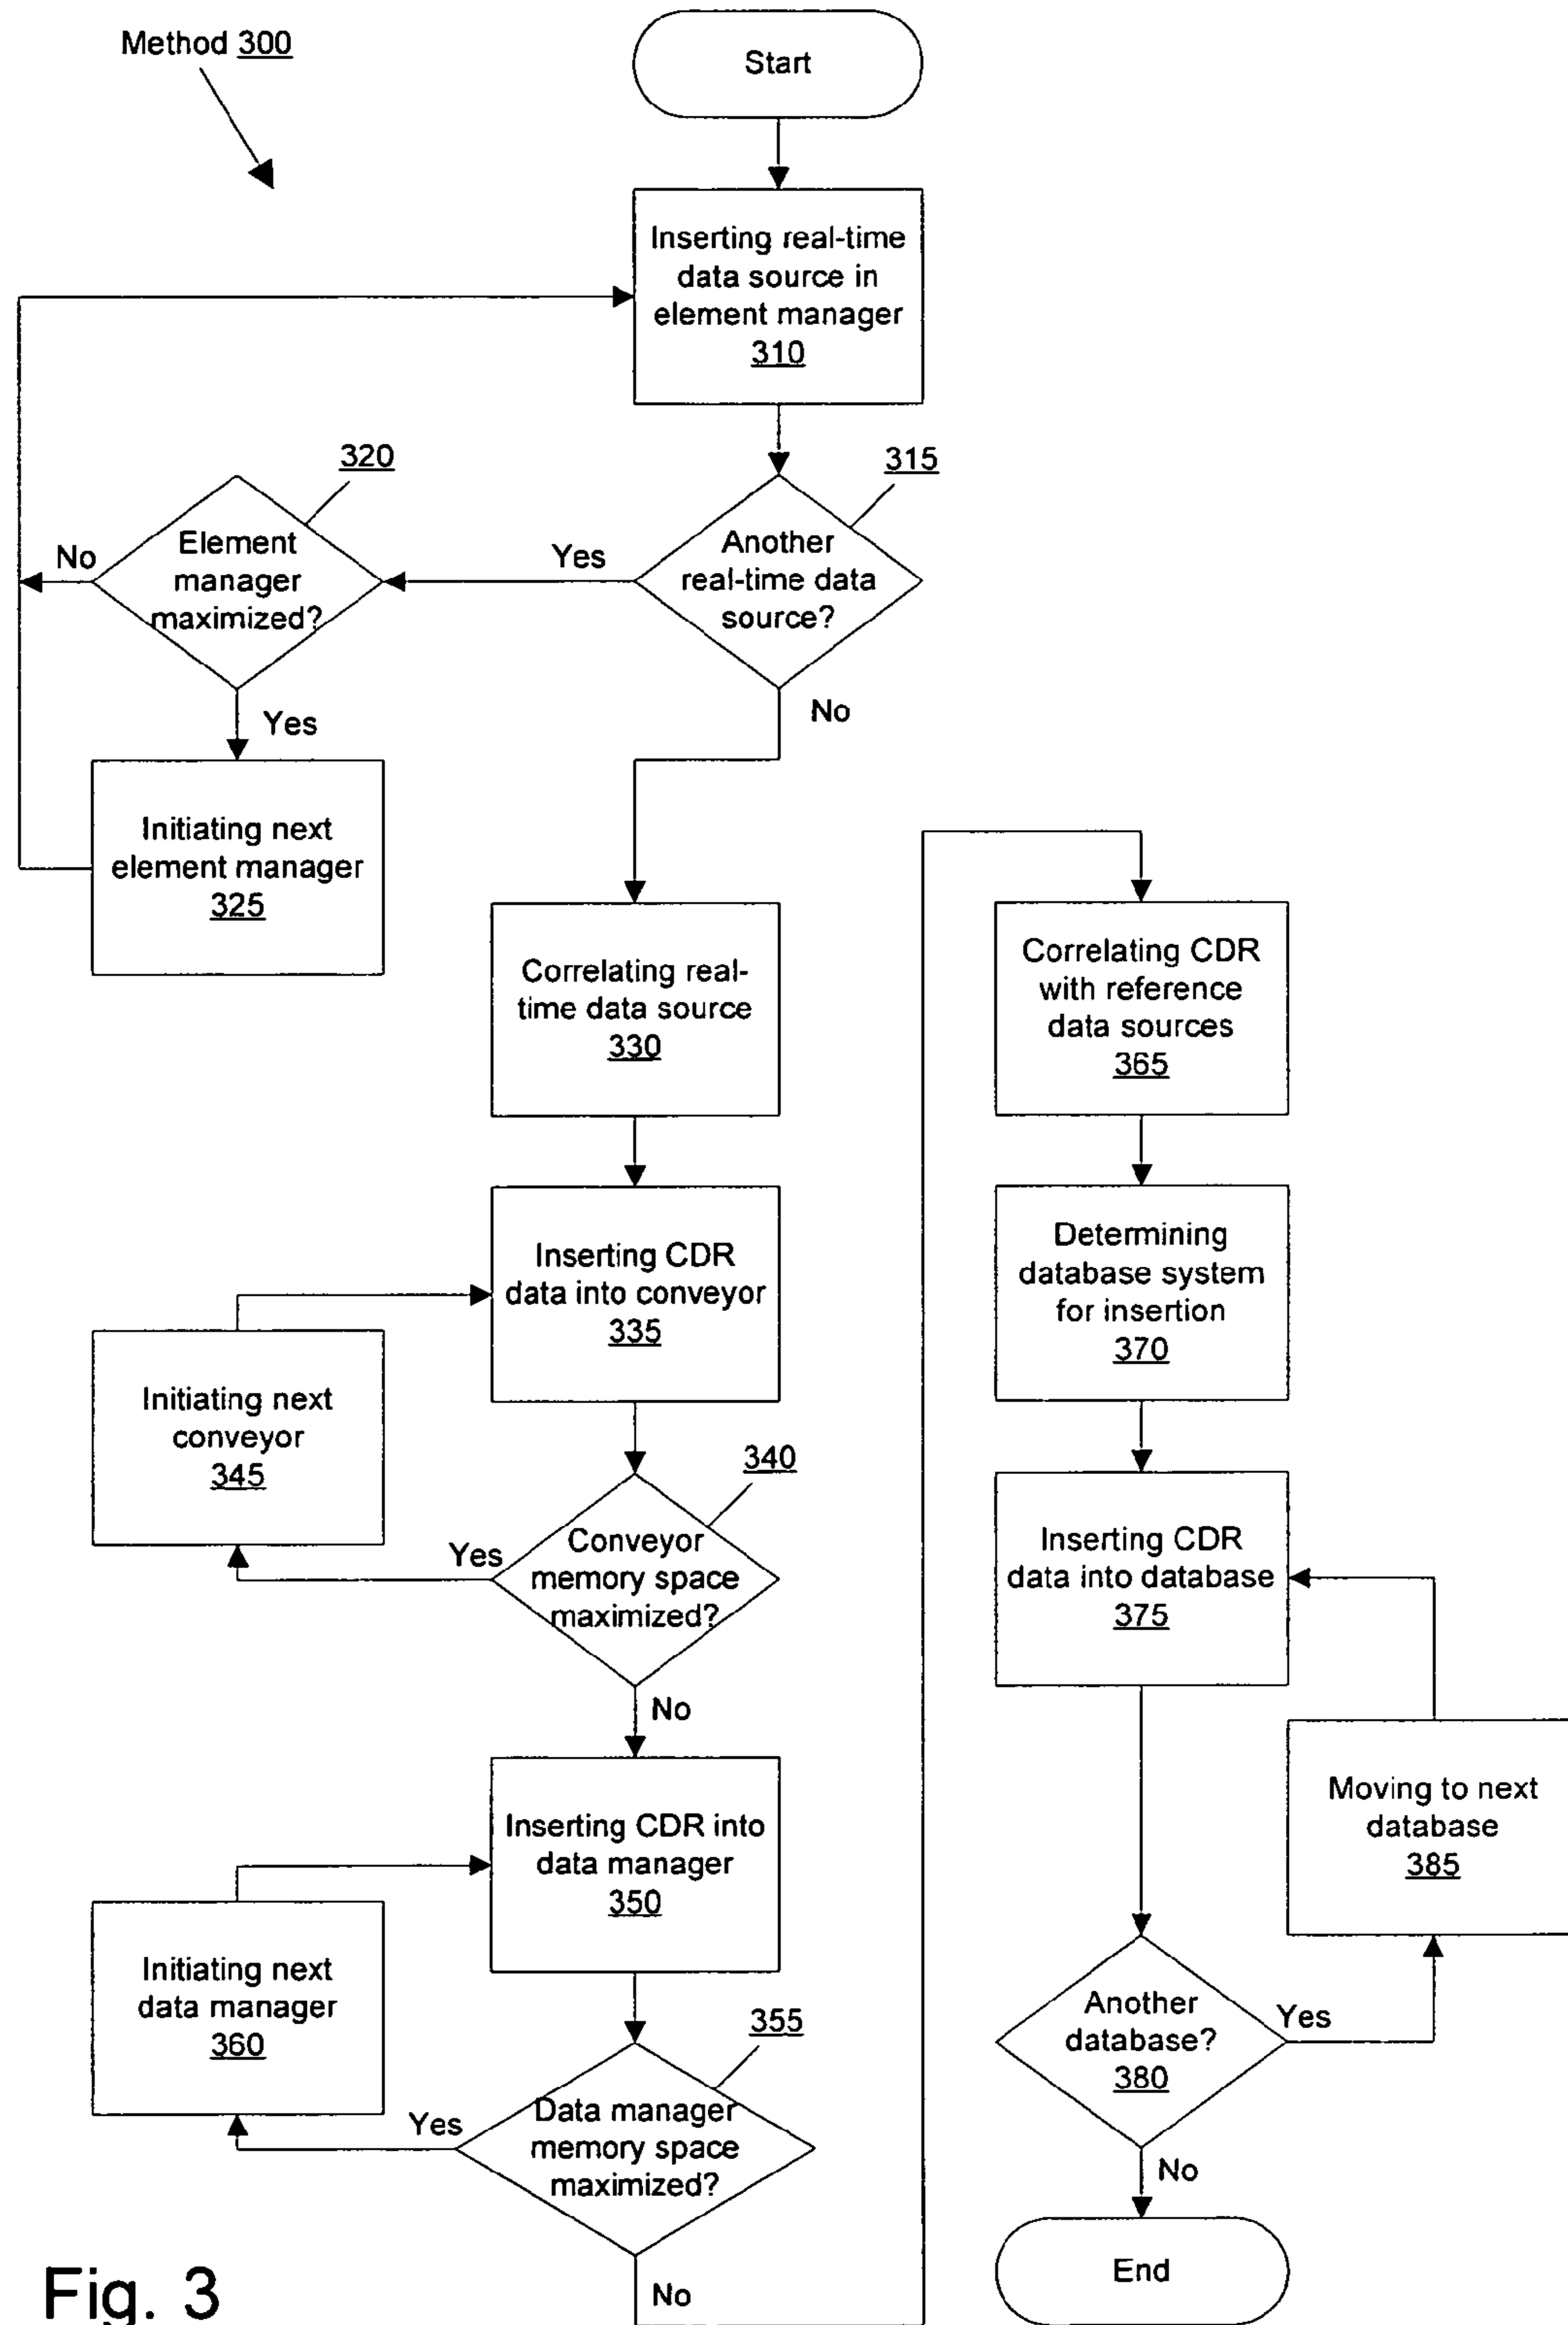 Method 300
Start
Inserting real-time
data source in
element manager
310
320
315
Element
manager
maximized?
No
Yes
Another
real-time data
source?
Yes
No
Initiating next
element manager
325
Correlating real-
time data source
330
Inserting CDR
data into conveyor
335
Initiating next
conveyor
345
340
Conveyor
memory space
maximized?
Yes
No
Inserting CDR into
data manager
350
Initiating next
data manager
360
355
Data manager
memory space
maximized?
Yes
No
Correlating CDR
with reference
data sources
365
Determining
database system
for insertion
370
Inserting CDR
data into database
375
Moving to next
database
385
Another
database?
380
Yes
No
End
Fig. 3